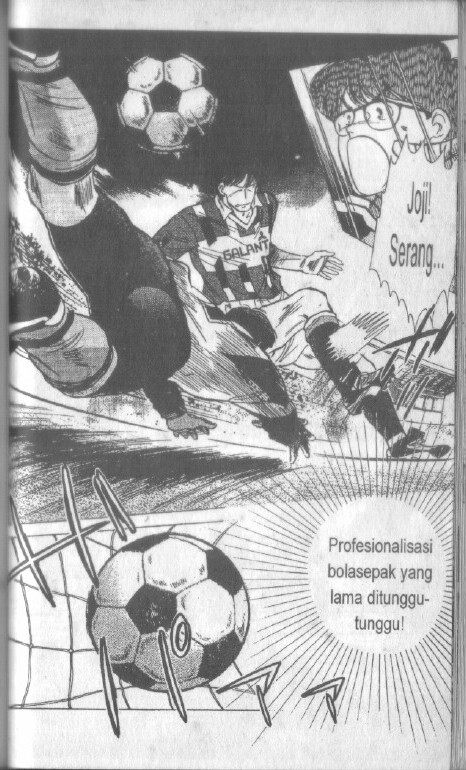 Joji!
Serang...
GALANT
Profesionalisasi
bolasepak yang
lama ditunggu-
tunggu!